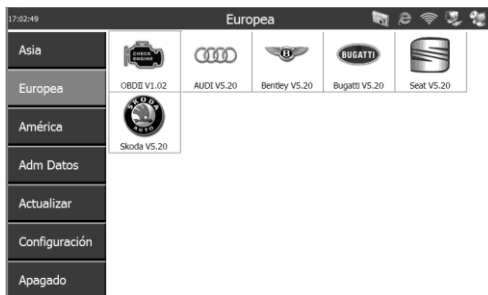 17:02:49
Europea
Asia
Europea
América
Adm Datos
Actualizar
Configuración
Apagado
CHECK
ENGINE
BUGATTI
OBDII V1.02
AUDI V5.20
Bentley V5.20
Bugatti V5.20
Seat V5.20
SKODA
AUTO
Skoda V5.20